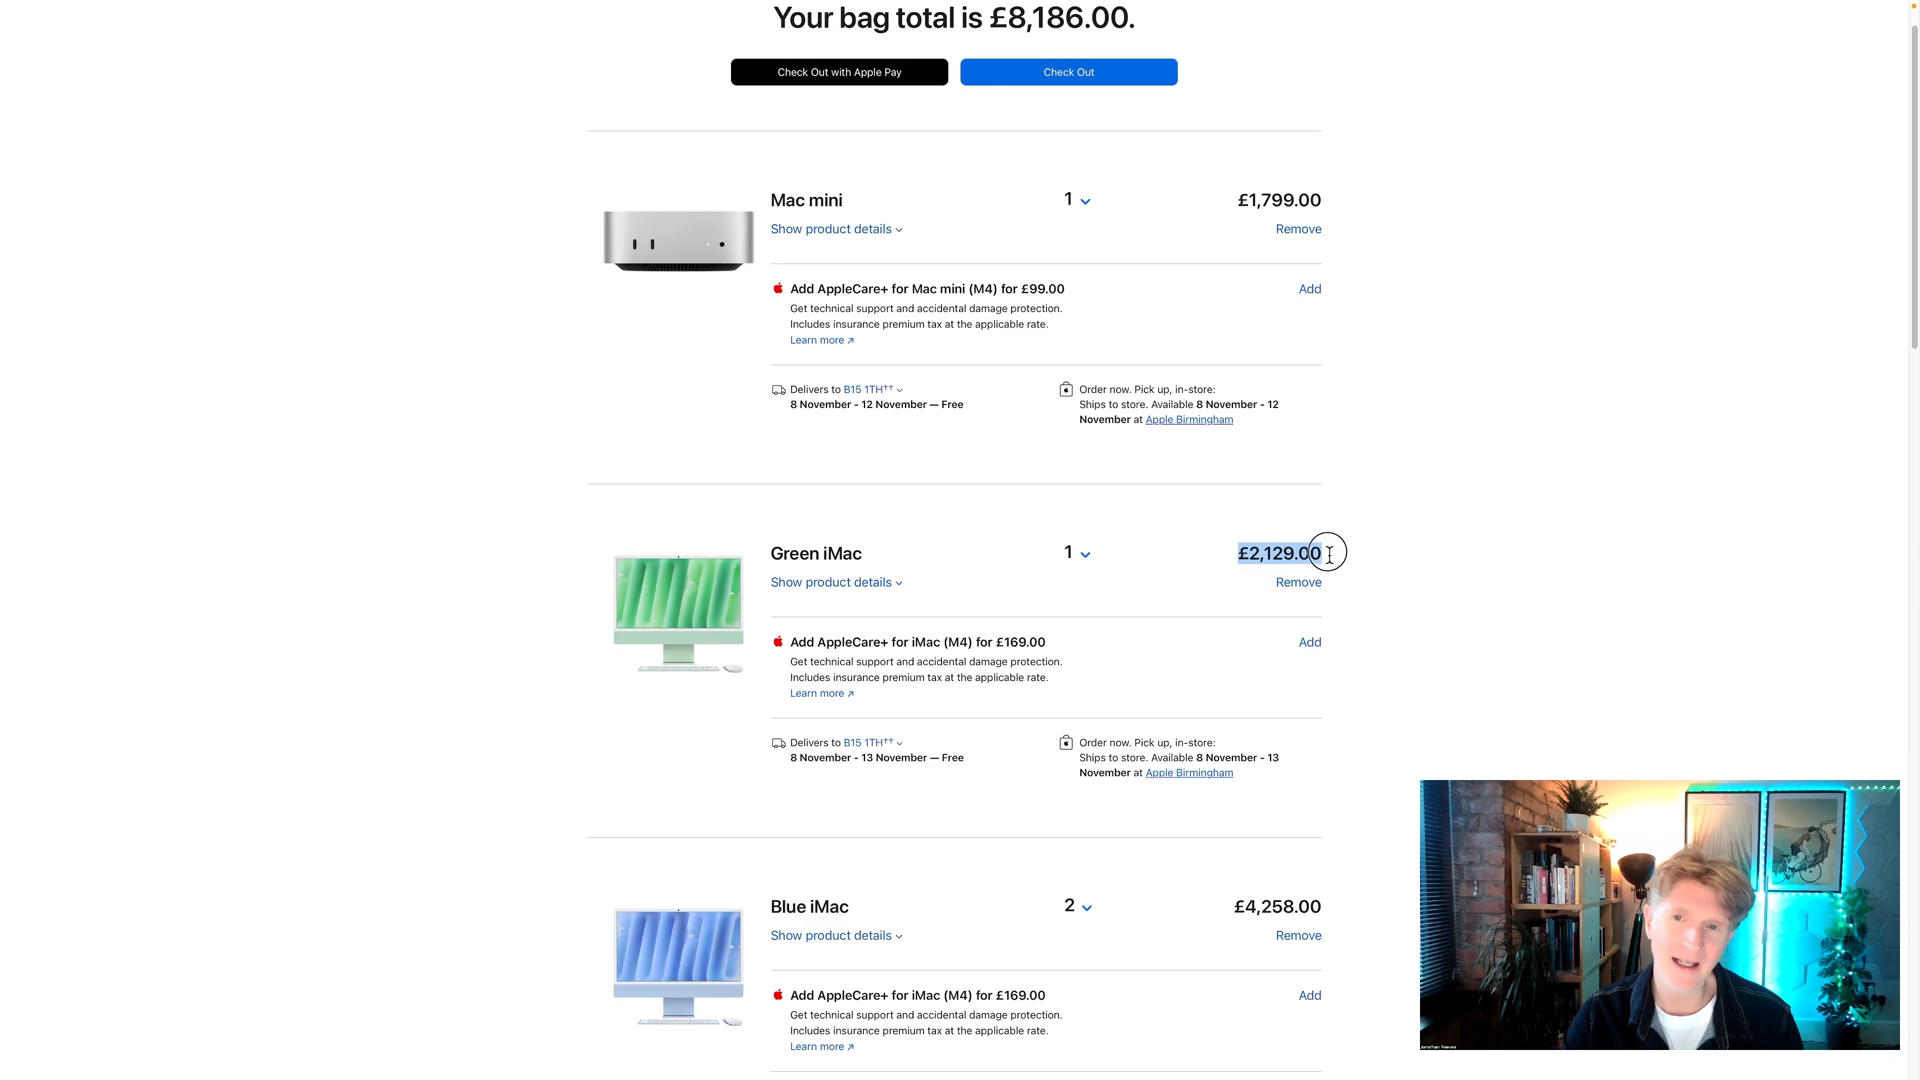 Your bag total is £8,186.00.
Check Out with Apple Pay
Check Out
Mac mini
1
£1,799.00
Show product details
Remove
Add AppleCare+ for Mac mini (M4) for £99.00
Add
Get technical support and accidental damage protection.
Includes insurance premium tax at the applicable rate.
Learn more ↗
Delivers to B15 1TH††
8 November - 12 November — Free
Order now. Pick up, in-store:
Ships to store. Available 8 November - 12
November at Apple Birmingham
Green iMac
1
£2,129.00
Show product details
Remove
Add AppleCare+ for iMac (M4) for £169.00
Add
Get technical support and accidental damage protection.
Includes insurance premium tax at the applicable rate.
Learn more ↗
Delivers to B15 1TH††
8 November - 13 November — Free
Order now. Pick up, in-store:
Ships to store. Available 8 November - 13
November at Apple Birmingham
Blue iMac
2
£4,258.00
Show product details
Remove
Add AppleCare+ for iMac (M4) for £169.00
Add
Get technical support and accidental damage protection.
Includes insurance premium tax at the applicable rate.
Learn more ↗
Jonathan Reeves